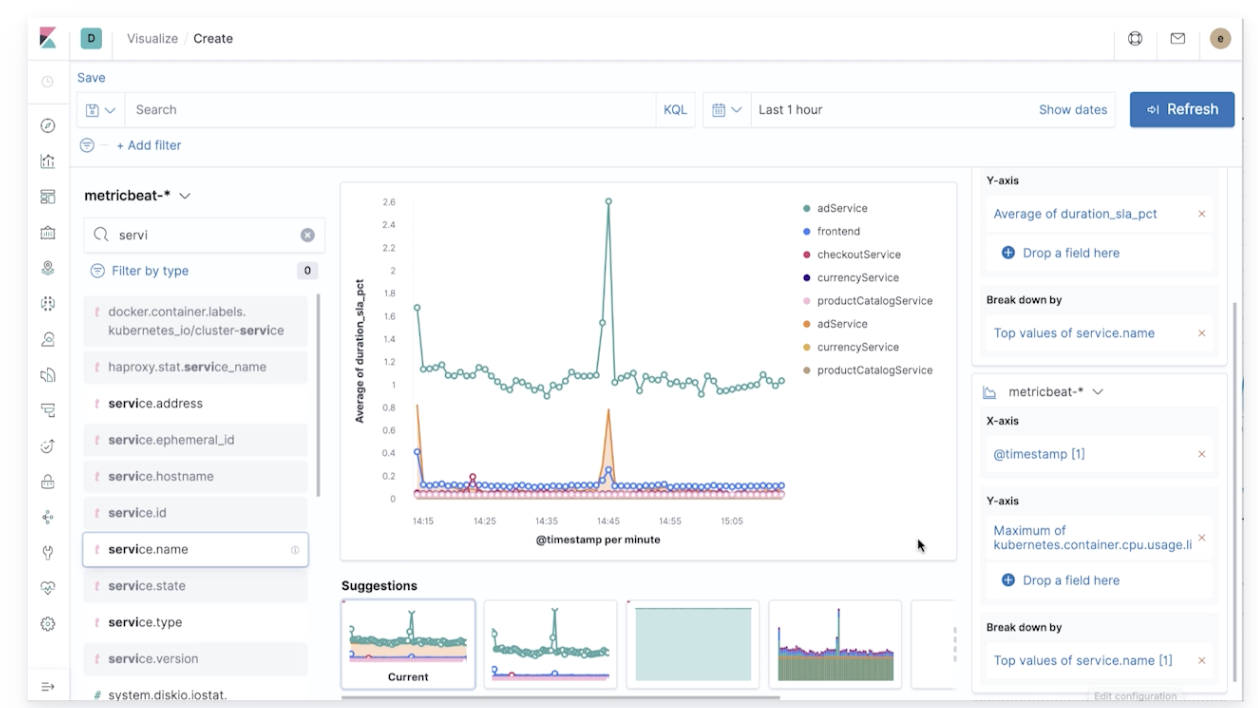 D
Visualize / Create
e
Save
Search
KQL
Last 1 hour
Show dates
Refresh
+ Add filter
metricbeat-*
servi
Filter by type
0
docker.container.labels.
kubernetes_io/cluster-service
t haproxy.stat.service_name
t service.address
t service.ephemeral_id
t service.hostname
t service.id
t service.name
t service.state
t service.type
t service.version
# system.diskio.iostat.
Average of duration_sla_pct
2.6
2.4
2.2
2
1.8
1.6
1.4
1.2
1
0.8
0.6
0.4
0.2
0
14:15
14:25
14:35
14:45
14:55
15:05
@timestamp per minute
adService
frontend
checkoutService
currencyService
productCatalogService
adService
currencyService
productCatalogService
Suggestions
Current
Y-axis
Average of duration_sla_pct
Drop a field here
Break down by
Top values of service.name
metricbeat-*
X-axis
@timestamp [1]
Y-axis
Maximum of
kubernetes.container.cpu.usage.li
Drop a field here
Break down by
Top values of service.name [1]
Edit configuration